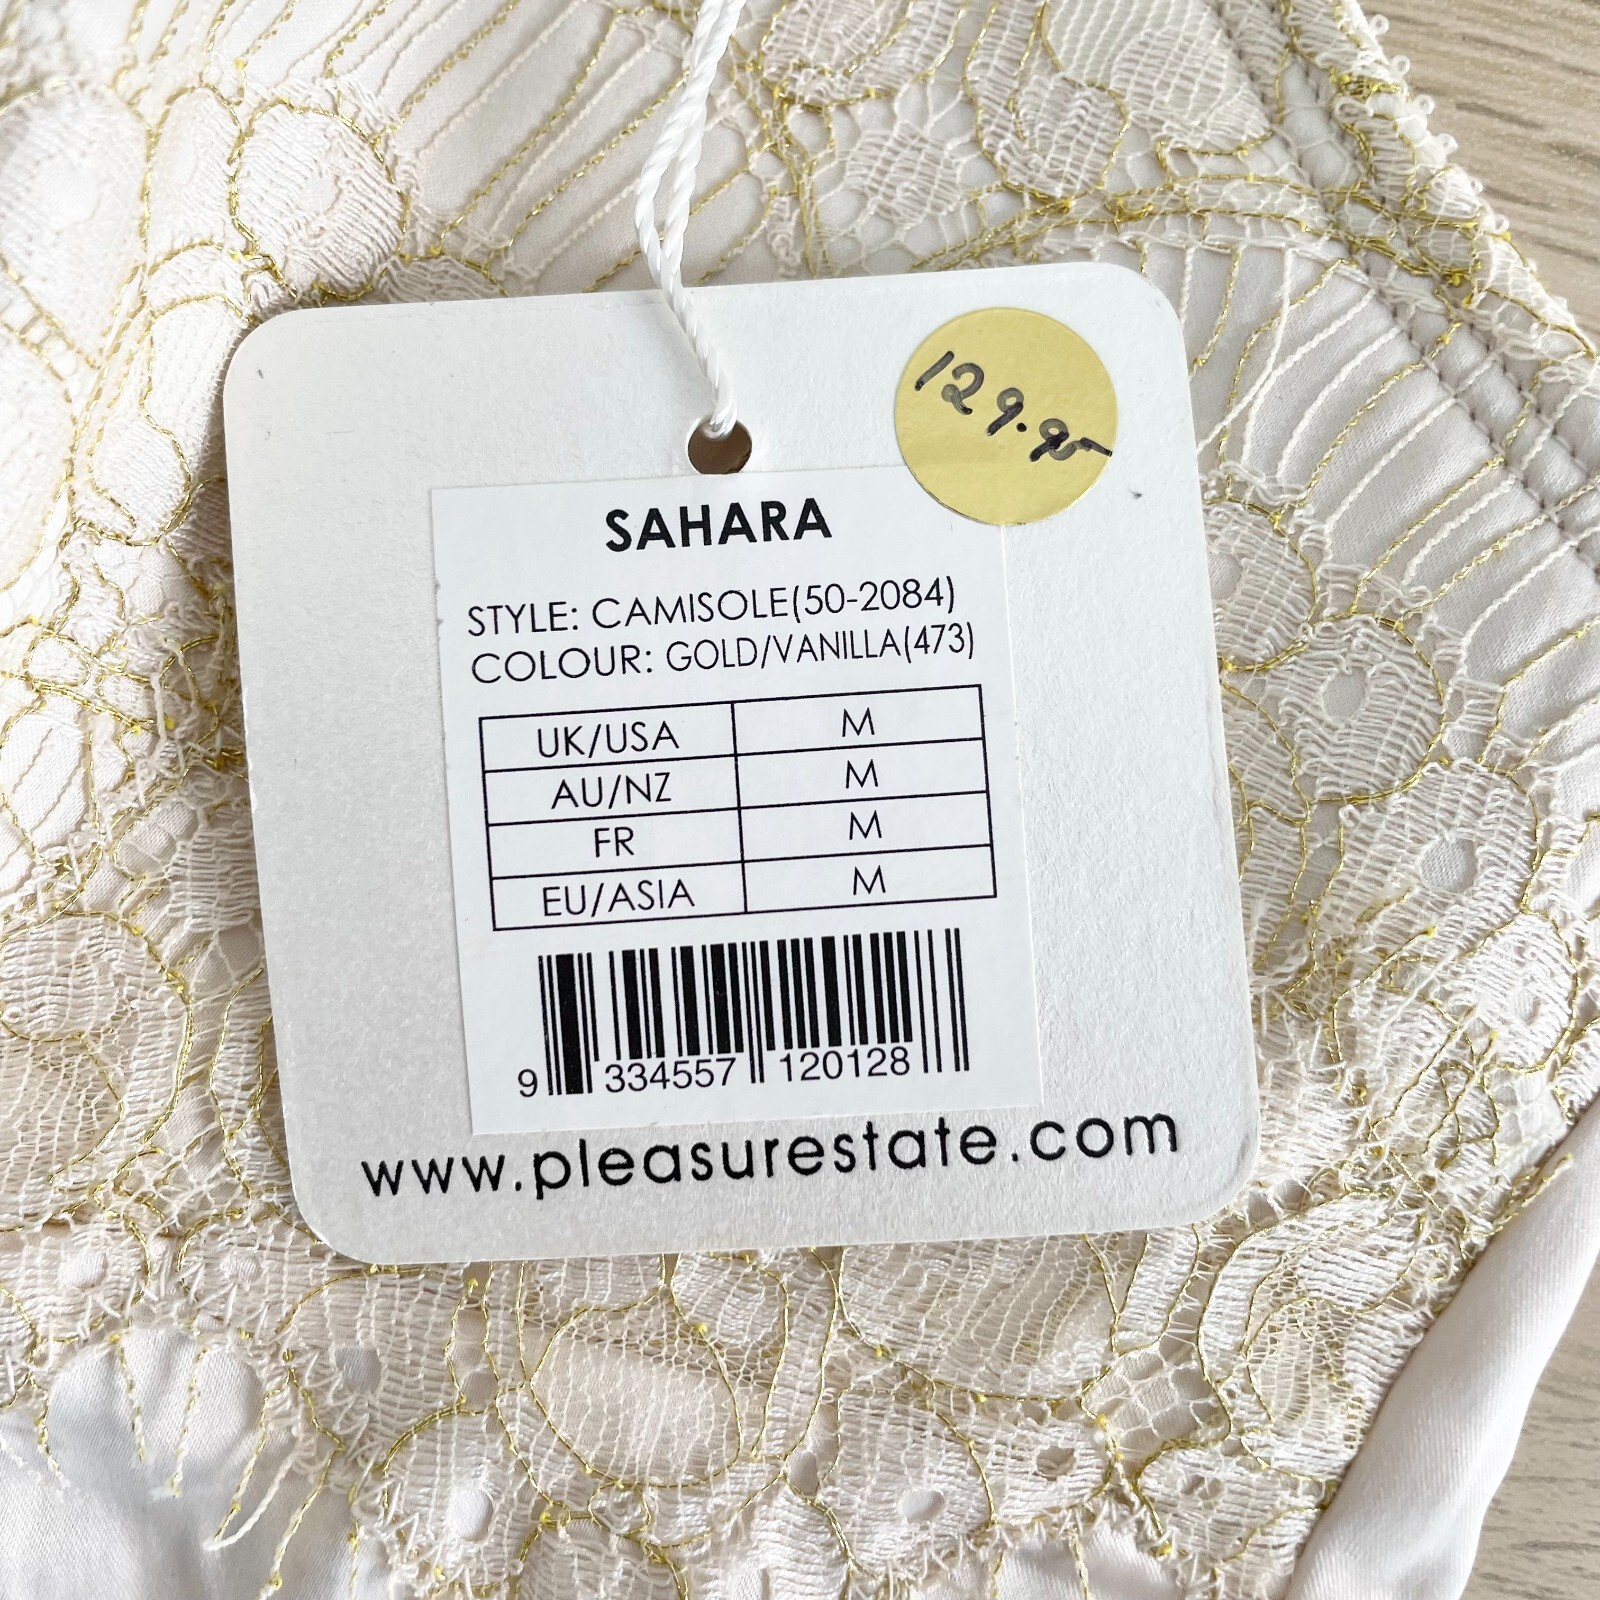 129.95
SAHARA
STYLE: CAMISOLE(50-2084)
COLOUR: GOLD/VANILLA(473)
UK/USA M
AU/NZ M
FR M
EU/ASIA M
9 334557 120128
www.pleasurestate.com